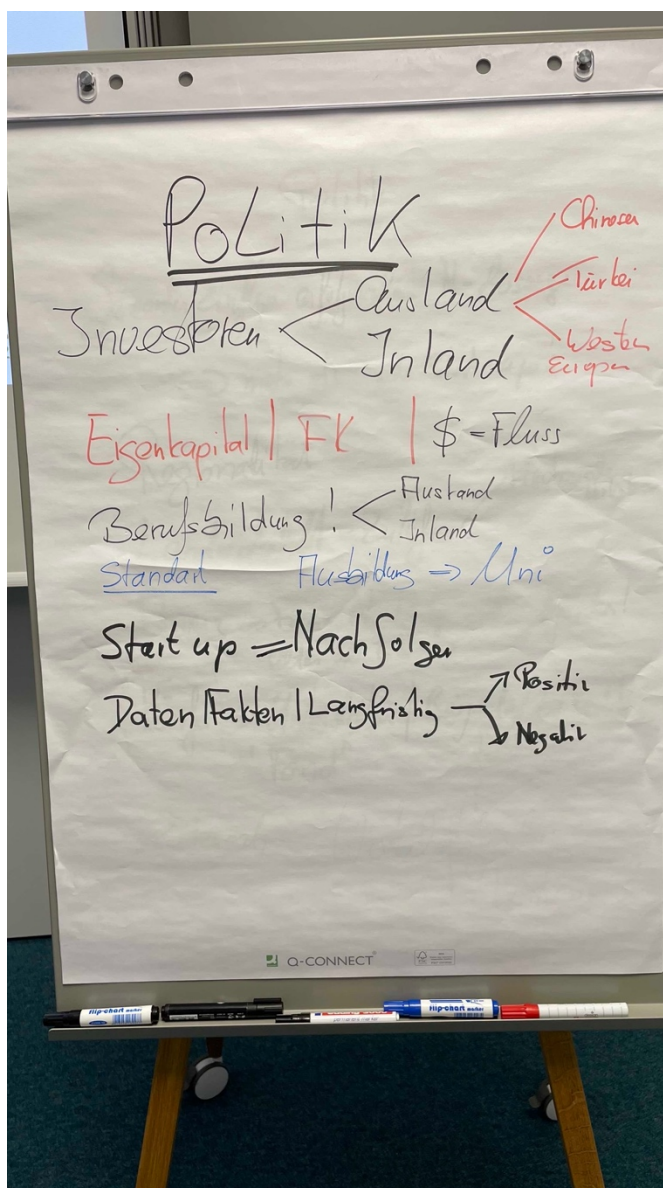 PoLitiK
Investoren < Ausland
Inland
Chinesen
Türkei
Westen
Europa
Eigenkapital | FK | $ = Fluss
Berufsbildung ! < Ausland
Inland
Standart Ausbildung => Uni
Start up = Nachfolger
Daten | Fakten | Langfristig → Positiv
Negativ
Q-CONNECT
flip-chart marker
flip-chart marker